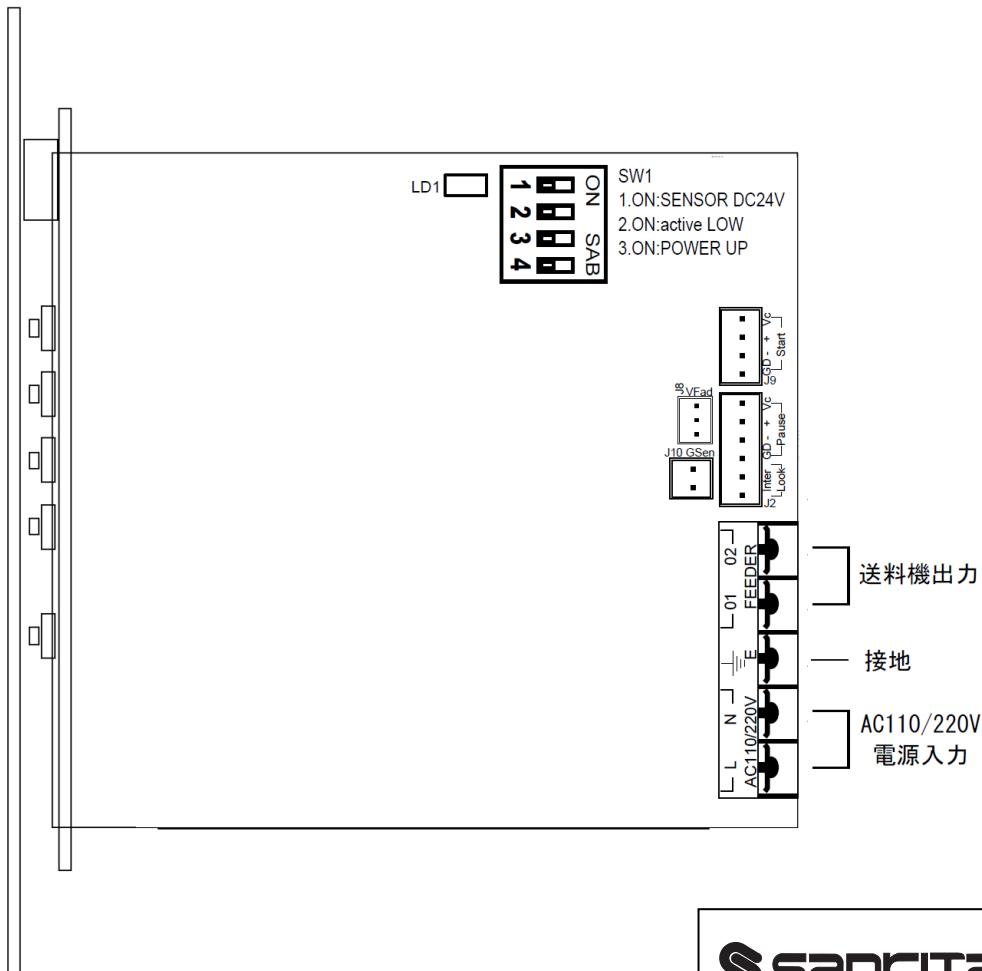 LD1
1
2
3
4
ON
SAB
SW1
1.ON:SENSOR DC24V
2.ON:active LOW
3.ON:POWER UP
Vc
+
-
GD
Start
J9
J8
VFad
J10 GSen
Vc
+
-
GD
Pause
Inter
Look
J2
02
01
FEEDER
E
N
L
AC110/220V
送料機出力
接地
AC110/220V
電源入力